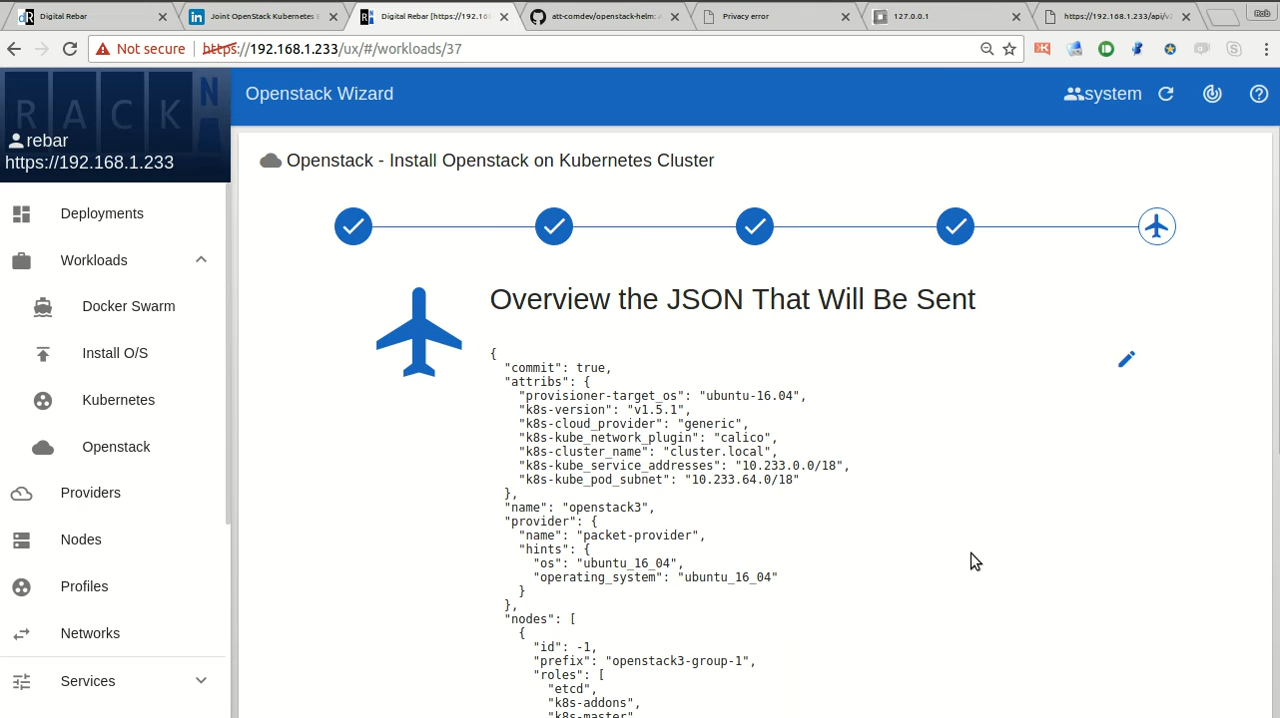 Digital Rebar
Joint OpenStack Kubernetes E
Digital Rebar [https://192.16
att-comdev/openstack-helm: A
Privacy error
127.0.0.1
https://192.168.1.233/api/v2
Rob
Not secure
https://192.168.1.233/ux/#/workloads/37
RACKN
rebar
https://192.168.1.233
Openstack Wizard
system
Deployments
Workloads
Docker Swarm
Install O/S
Kubernetes
Openstack
Providers
Nodes
Profiles
Networks
Services
Openstack - Install Openstack on Kubernetes Cluster
Overview the JSON That Will Be Sent
{
"commit": true,
"attribs": {
"provisioner-target_os": "ubuntu-16.04",
"k8s-version": "v1.5.1",
"k8s-cloud_provider": "generic",
"k8s-kube_network_plugin": "calico",
"k8s-cluster_name": "cluster.local",
"k8s-kube_service_addresses": "10.233.0.0/18",
"k8s-kube_pod_subnet": "10.233.64.0/18"
},
"name": "openstack3",
"provider": {
"name": "packet-provider",
"hints": {
"os": "ubuntu_16_04",
"operating_system": "ubuntu_16_04"
}
},
"nodes": [
{
"id": -1,
"prefix": "openstack3-group-1",
"roles": [
"etcd",
"k8s-addons",
"k8s-master"